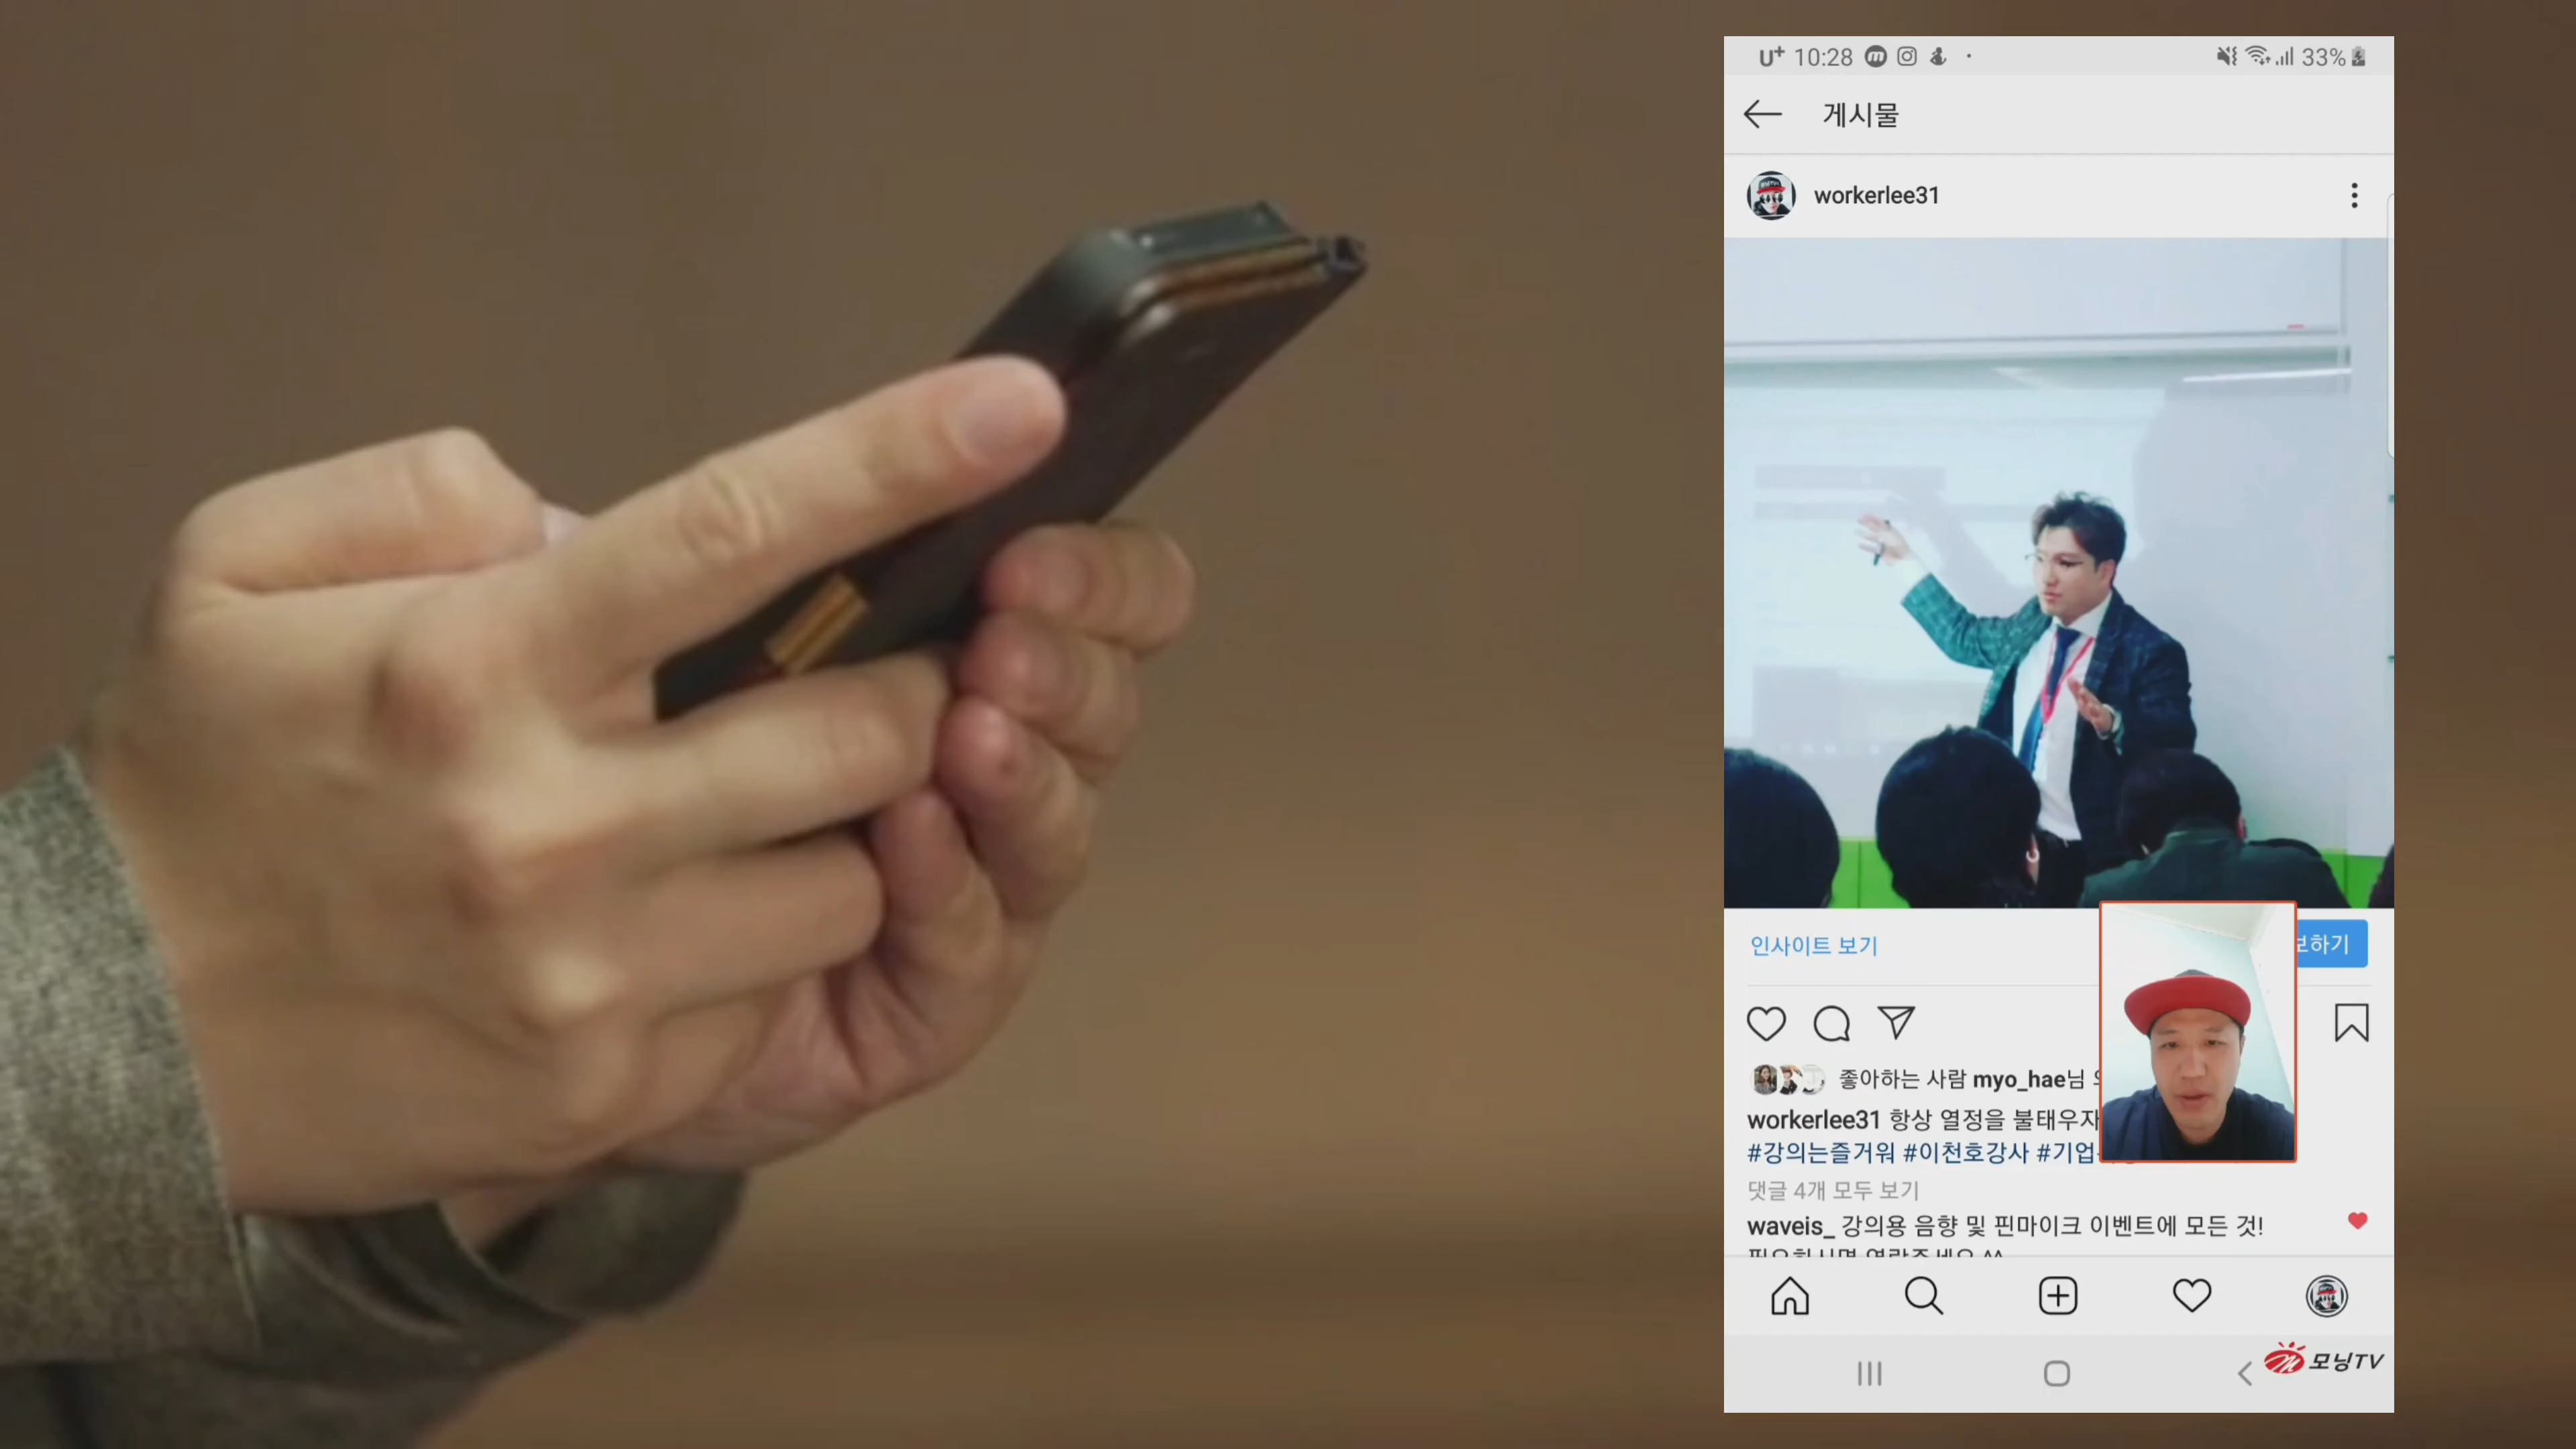 U+ 10:28 33%
게시물
workerlee31
인사이트 보기
보하기
좋아하는 사람 myo_hae님
workerlee31 항상 열정을 불태우자
#강의는즐거워 #이천호강사 #기업
댓글 4개 모두 보기
waveis_ 강의용 음향 및 핀마이크 이벤트에 모든 것!
모닝TV